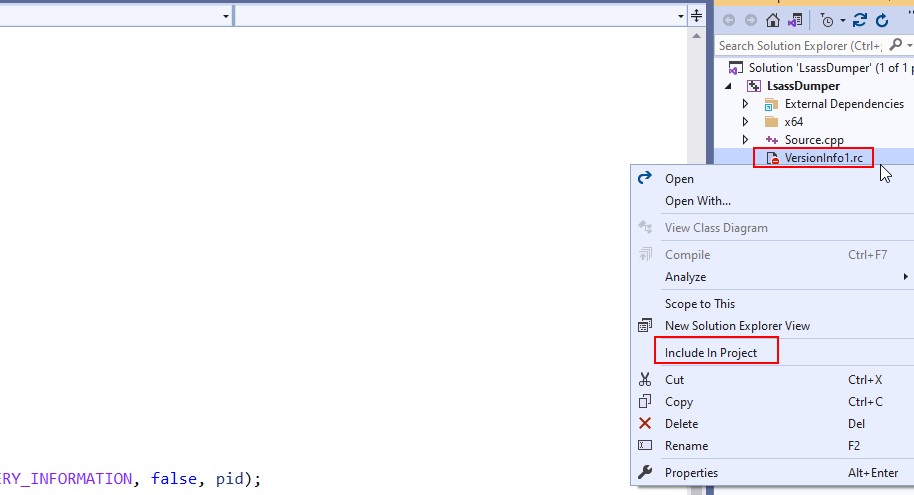 Search Solution Explorer (Ctrl+;
Solution 'LsassDumper' (1 of 1 p
LsassDumper
External Dependencies
x64
Source.cpp
VersionInfo1.rc
Open
Open With...
View Class Diagram
Compile Ctrl+F7
Analyze
Scope to This
New Solution Explorer View
Include In Project
Cut Ctrl+X
Copy Ctrl+C
Delete Del
Rename F2
Properties Alt+Enter
ERY_INFORMATION, false, pid);